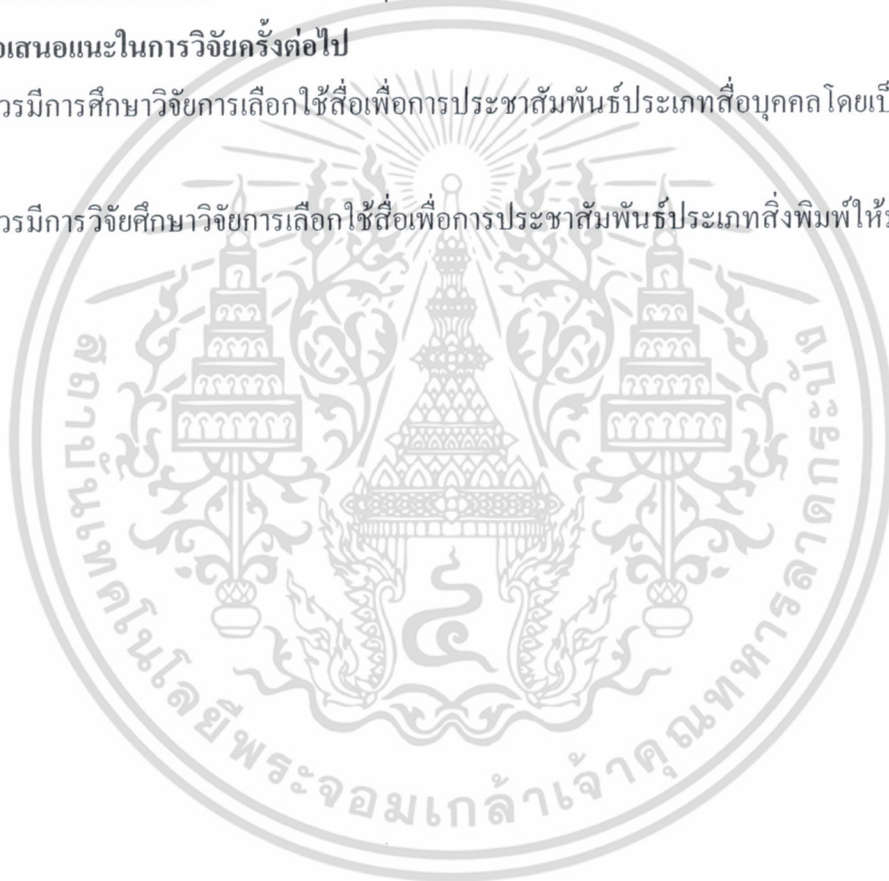 อเสนอแนะในการวิจัยครั้งต่อไป
วรมีการศึกษาวิจัยการเลือกใช้สื่อเพื่อการประชาสัมพันธ์ประเภทสื่อบุคคลโดยเป็
วรมีการวิจัยศึกษาวิจัยการเลือกใช้สื่อเพื่อการประชาสัมพันธ์ประเภทสิ่งพิมพ์ให้
สถาบันเทคโนโลยีพระจอมเกล้าเจ้าคุณทหารลาดกระบัง